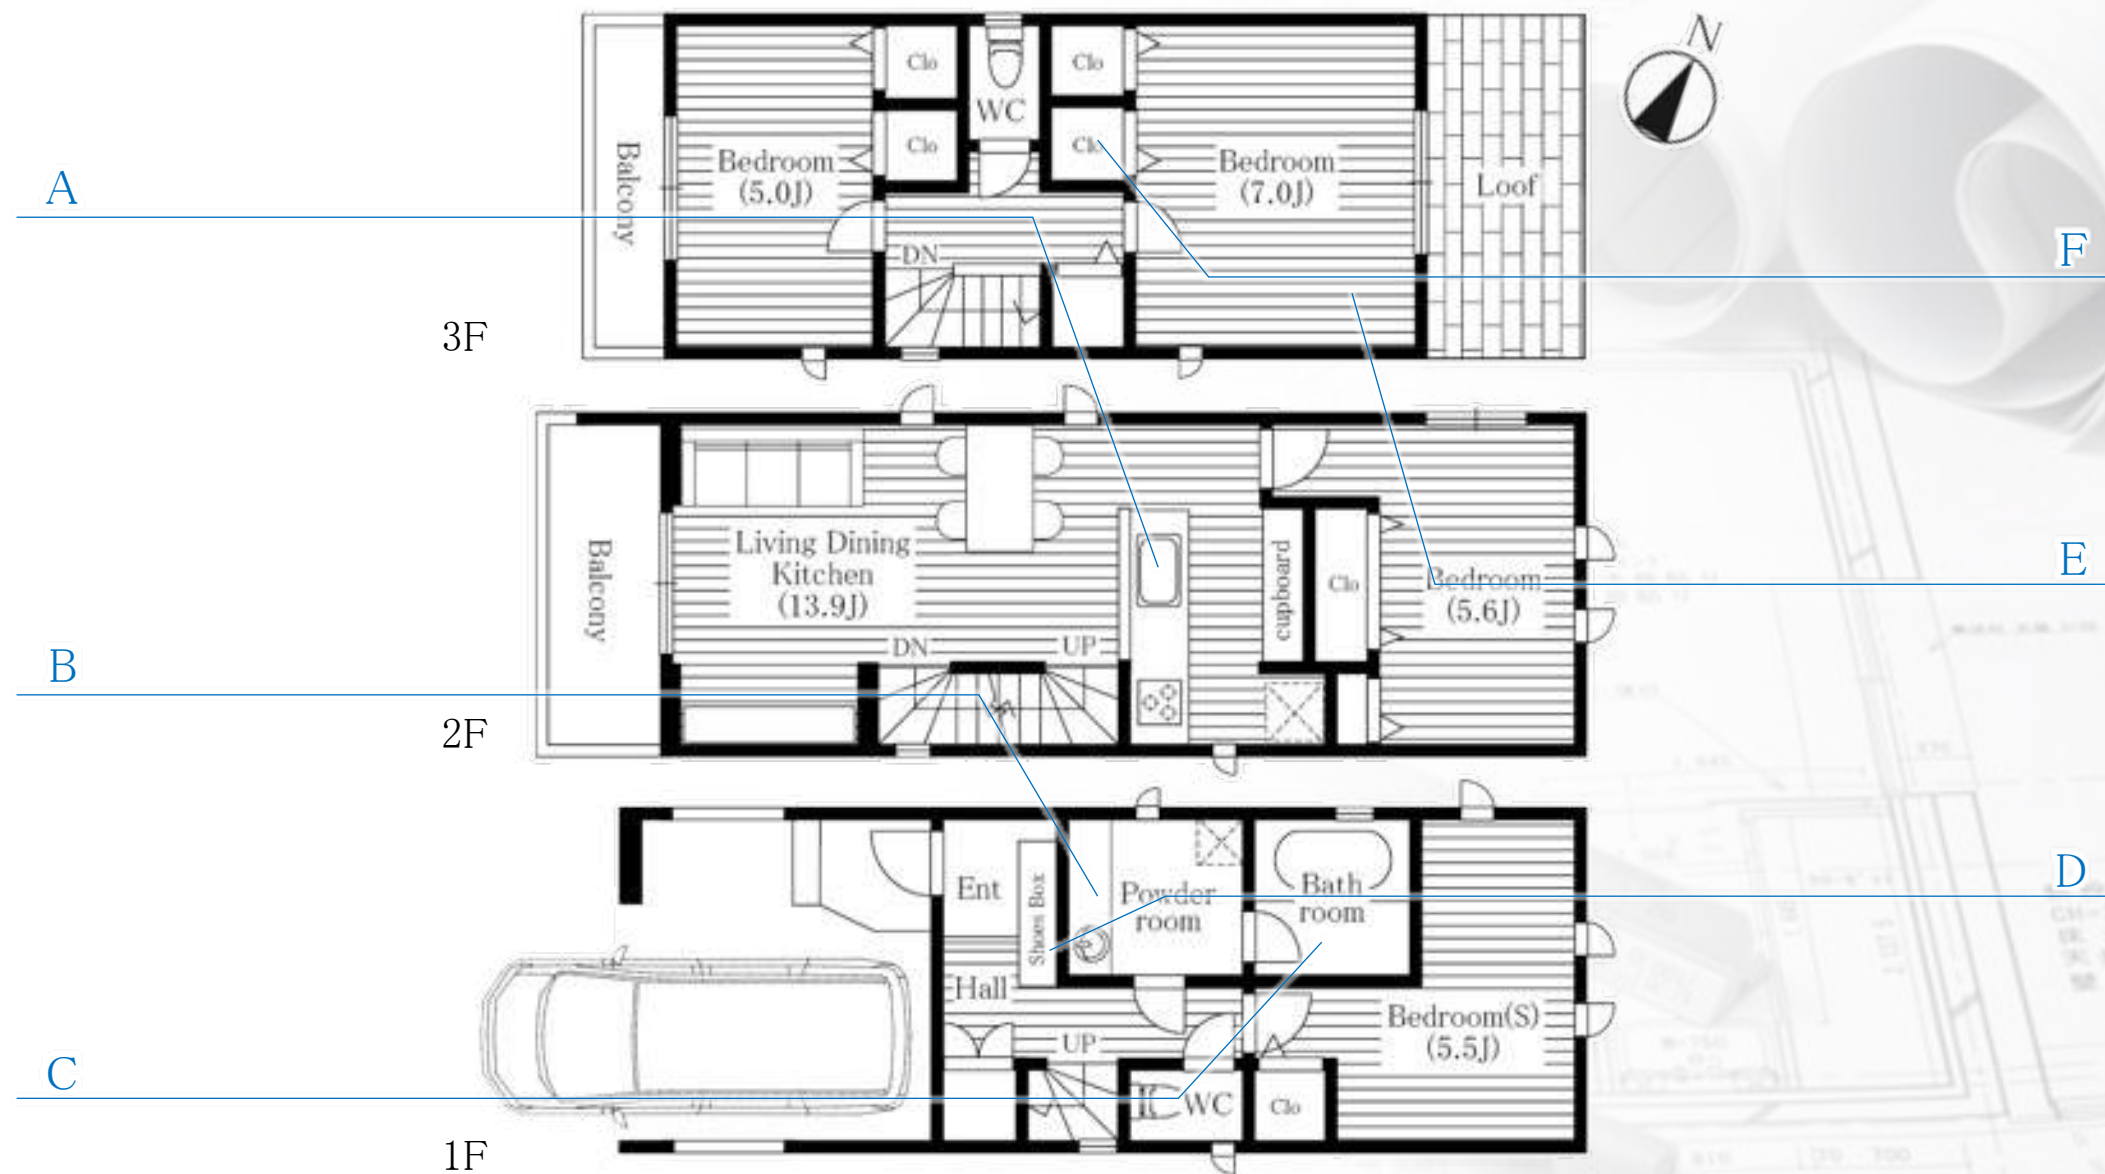 N
Clo
Clo
WC
Balcony
Bedroom
(5.0J)
Clo
Clo
Bedroom
(7.0J)
Loof
A
F
DN
3F
Living Dining
Kitchen
(13.9J)
Balcony
cupboard
Clo
Bedroom
(5.6J)
E
DN
UP
B
2F
Ent
Shoes Box
Powder
room
Bath
room
D
Hall
Bedroom(S)
(5.5J)
UP
C
WC
Clo
1F